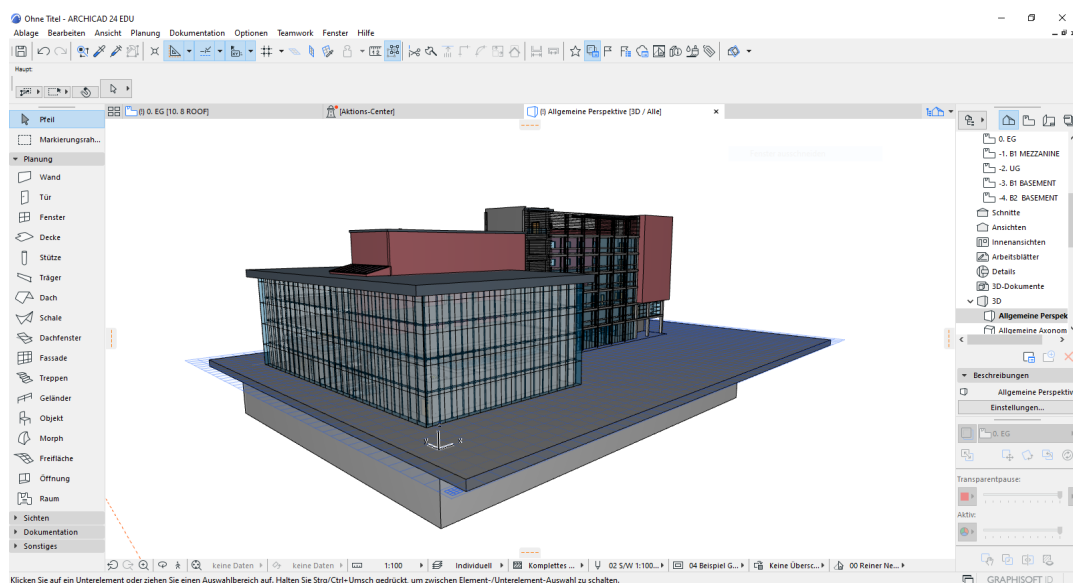 Ohne Titel - ARCHICAD 24 EDU
Ablage Bearbeiten Ansicht Planung Dokumentation Optionen Teamwork Fenster Hilfe
Haupt:
(!) 0. EG [10. 8 ROOF]
[Aktions-Center]
(!) Allgemeine Perspektive [3D / Alle]
Pfeil
Markierungsrah...
Planung
Wand
Tür
Fenster
Decke
Stütze
Träger
Dach
Schale
Dachfenster
Fassade
Treppen
Geländer
Objekt
Morph
Freifläche
Öffnung
Raum
Sichten
Dokumentation
Sonstiges
0. EG
-1. B1 MEZZANINE
-2. UG
-3. B1 BASEMENT
-4. B2 BASEMENT
Schnitte
Ansichten
Innenansichten
Arbeitsblätter
Details
3D-Dokumente
3D
Allgemeine Perspek
Allgemeine Axonom
Beschreibungen
Allgemeine Perspektiv
Einstellungen...
0. EG
Transparentpause:
Aktiv:
keine Daten
keine Daten
1:100
Individuell
Komplettes ...
02 S/W 1:100...
04 Beispiel G...
Keine Übersc...
00 Reiner Ne...
Klicken Sie auf ein Unterelement oder ziehen Sie einen Auswahlbereich auf. Halten Sie Strg/Ctrl+Umsch gedrückt, um zwischen Element-/Unterelement-Auswahl zu schalten.
GRAPHISOFT ID